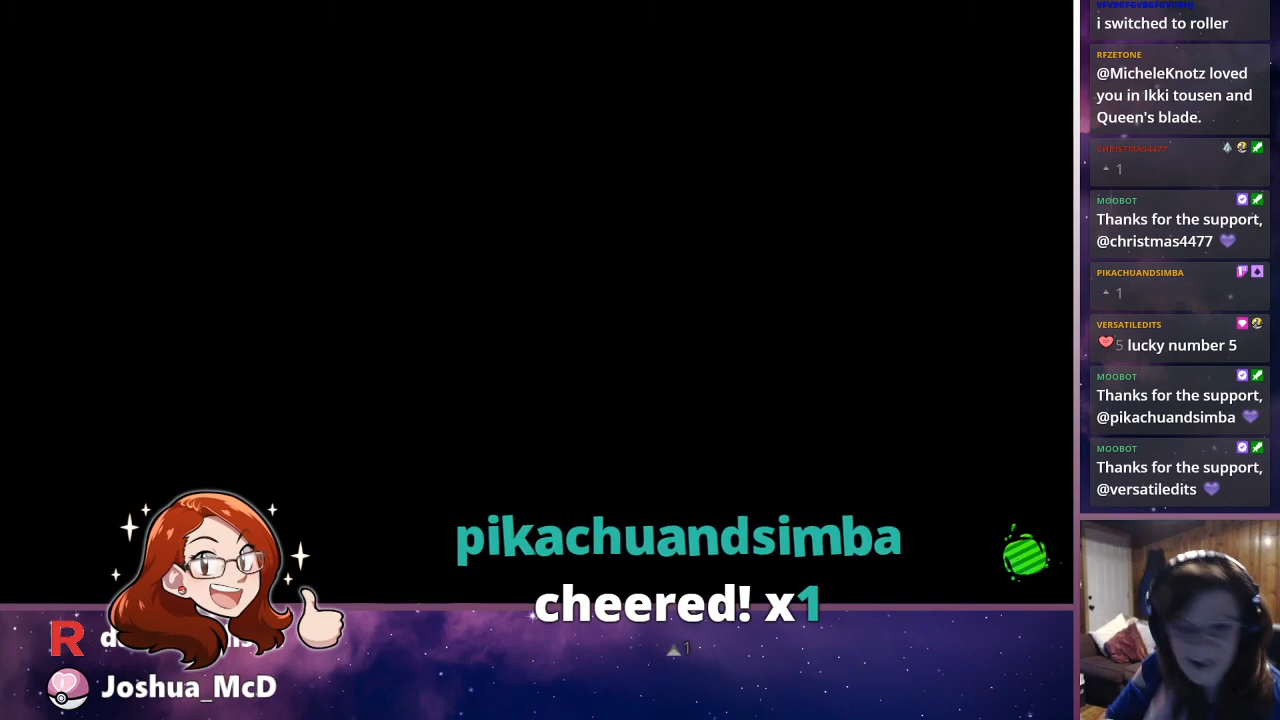 i switched to roller
RFZETONE
@MicheleKnotz loved
you in Ikki tousen and
Queen's blade.
CHRISTMAS4477
1
MOOBOT
Thanks for the support,
@christmas4477
PIKACHUANDSIMBA
1
VERSATILEDITS
5 lucky number 5
MOOBOT
Thanks for the support,
@pikachuandsimba
MOOBOT
Thanks for the support,
@versatiledits
pikachuandsimba
cheered! x1
1
R
Joshua_McD